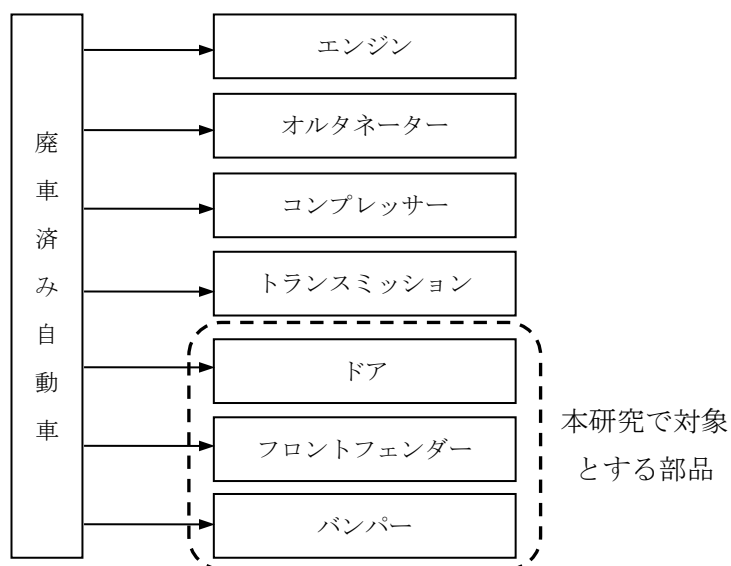 廃車済み自動車
エンジン
オルタネーター
コンプレッサー
トランスミッション
ドア
フロントフェンダー
バンパー
本研究で対象
とする部品